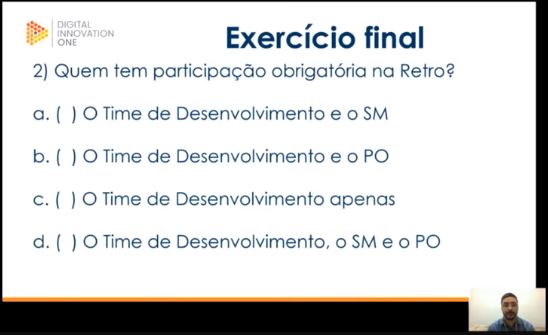 DIGITAL
INNOVATION
ONE
Exercício final
2) Quem tem participação obrigatória na Retro?
a. ( ) O Time de Desenvolvimento e o SM
b. ( ) O Time de Desenvolvimento e o PO
c. ( ) O Time de Desenvolvimento apenas
d. ( ) O Time de Desenvolvimento, o SM e o PO